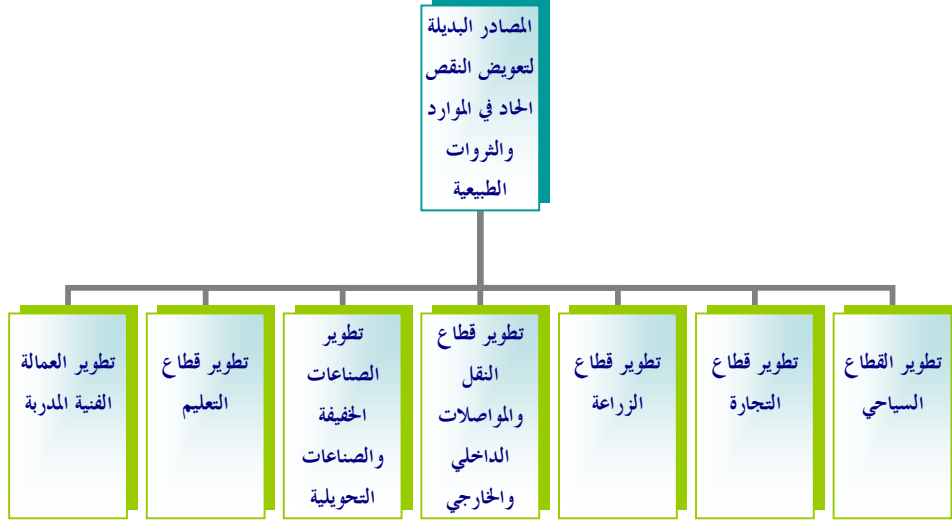 المصادر البديلة
لتعويض النقص
الحاد في الموارد
والثروات
الطبيعية
تطوير القطاع
السياحي
تطوير قطاع
التجارة
تطوير قطاع
الزراعة
تطوير قطاع
النقل
والمواصلات
الداخلي
والخارجي
تطوير
الصناعات
الخفيفة
والصناعات
التحويلية
تطوير قطاع
التعليم
تطوير العمالة
الفنية المدربة